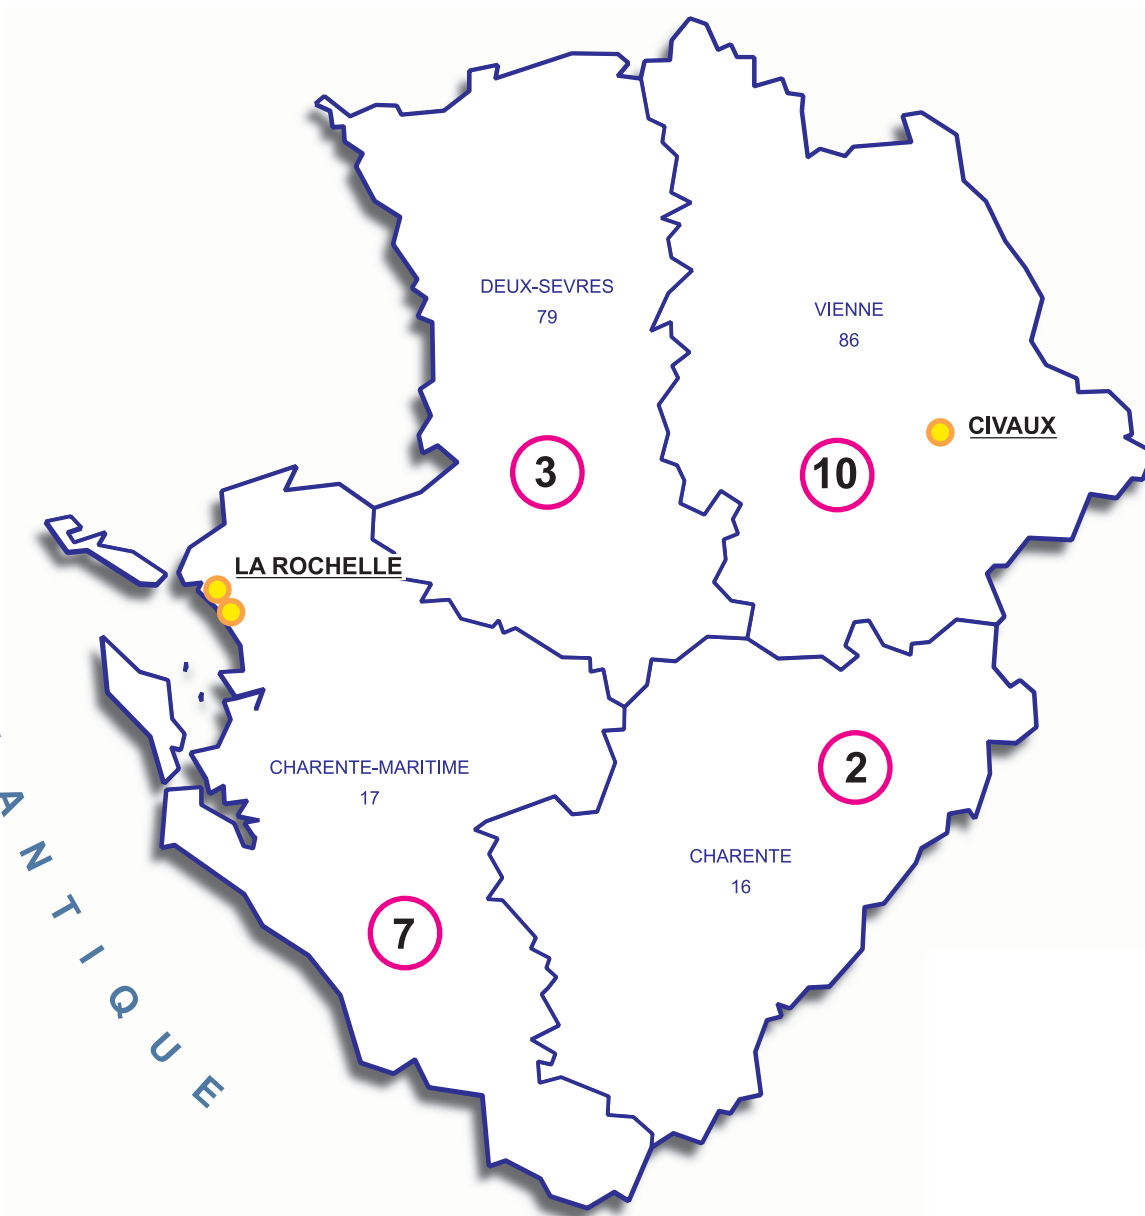 DEUX-SEVRES
79
VIENNE
86
CIVAUX
3
10
LA ROCHELLE
CHARENTE-MARITIME
17
2
CHARENTE
16
7
ANTIQUE